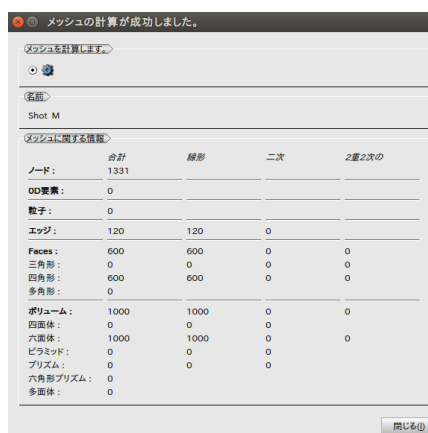 メッシュの計算が成功しました。
メッシュを計算します。
名前
Shot M
メッシュに関する情報
合計 線形 二次 2重2次の
ノード： 1331
0D要素： 0
粒子： 0
エッジ： 120 120 0
Faces： 600 600 0 0
三角形： 0 0 0 0
四角形： 600 600 0 0
多角形： 0
ボリューム： 1000 1000 0 0
四面体： 0 0 0
六面体： 1000 1000 0 0
ピラミッド： 0 0 0
プリズム： 0 0 0
六角形プリズム： 0
多面体： 0
閉じる(l)